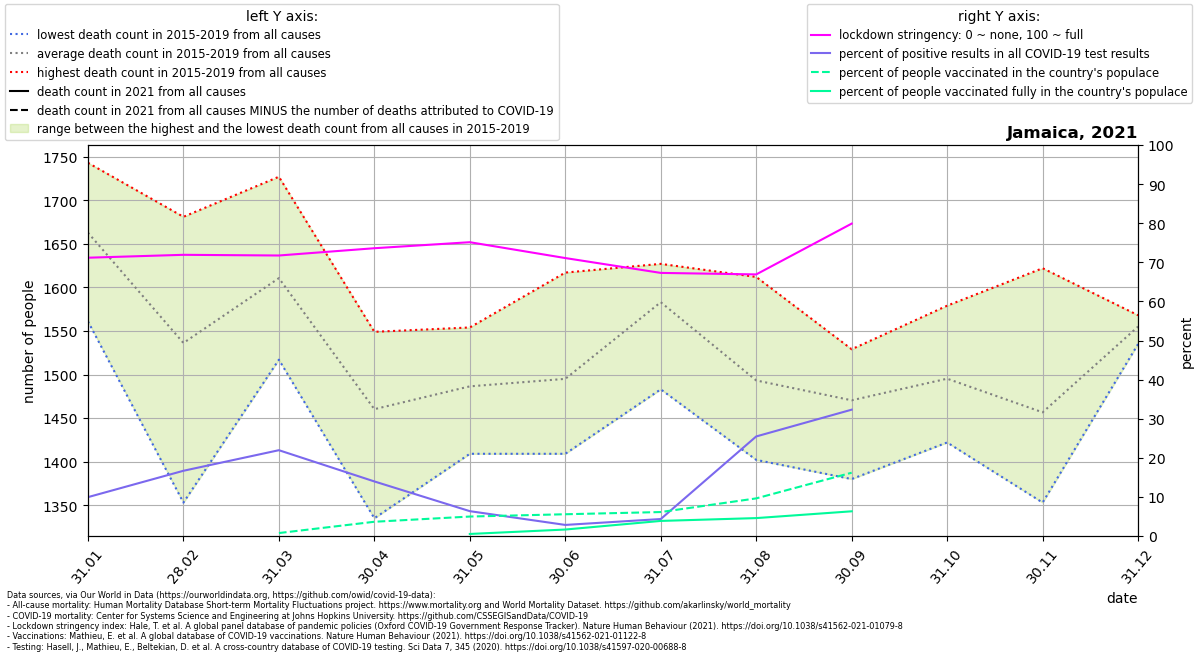 left Y axis:
lowest death count in 2015-2019 from all causes
average death count in 2015-2019 from all causes
highest death count in 2015-2019 from all causes
death count in 2021 from all causes
death count in 2021 from all causes MINUS the number of deaths attributed to COVID-19
range between the highest and the lowest death count from all causes in 2015-2019
right Y axis:
lockdown stringency: 0 ~ none, 100 ~ full
percent of positive results in all COVID-19 test results
percent of people vaccinated in the country's populace
percent of people vaccinated fully in the country's populace
Jamaica, 2021
number of people
1750
1700
1650
1600
1550
1500
1450
1400
1350
100
90
80
70
60
50
40
30
20
10
0
percent
31.01
28.02
31.03
30.04
31.05
30.06
31.07
31.08
30.09
31.10
30.11
31.12
date
Data sources, via Our World in Data (https://ourworldindata.org, https://github.com/owid/covid-19-data):
- All-cause mortality: Human Mortality Database Short-term Mortality Fluctuations project. https://www.mortality.org and World Mortality Dataset. https://github.com/akarlinsky/world_mortality
- COVID-19 mortality: Center for Systems Science and Engineering at Johns Hopkins University. https://github.com/CSSEGISandData/COVID-19
- Lockdown stringency index: Hale, T. et al. A global panel database of pandemic policies (Oxford COVID-19 Government Response Tracker). Nature Human Behaviour (2021). https://doi.org/10.1038/s41562-021-01079-8
- Vaccinations: Mathieu, E. et al. A global database of COVID-19 vaccinations. Nature Human Behaviour (2021). https://doi.org/10.1038/s41562-021-01122-8
- Testing: Hasell, J., Mathieu, E., Beltekian, D. et al. A cross-country database of COVID-19 testing. Sci Data 7, 345 (2020). https://doi.org/10.1038/s41597-020-00688-8